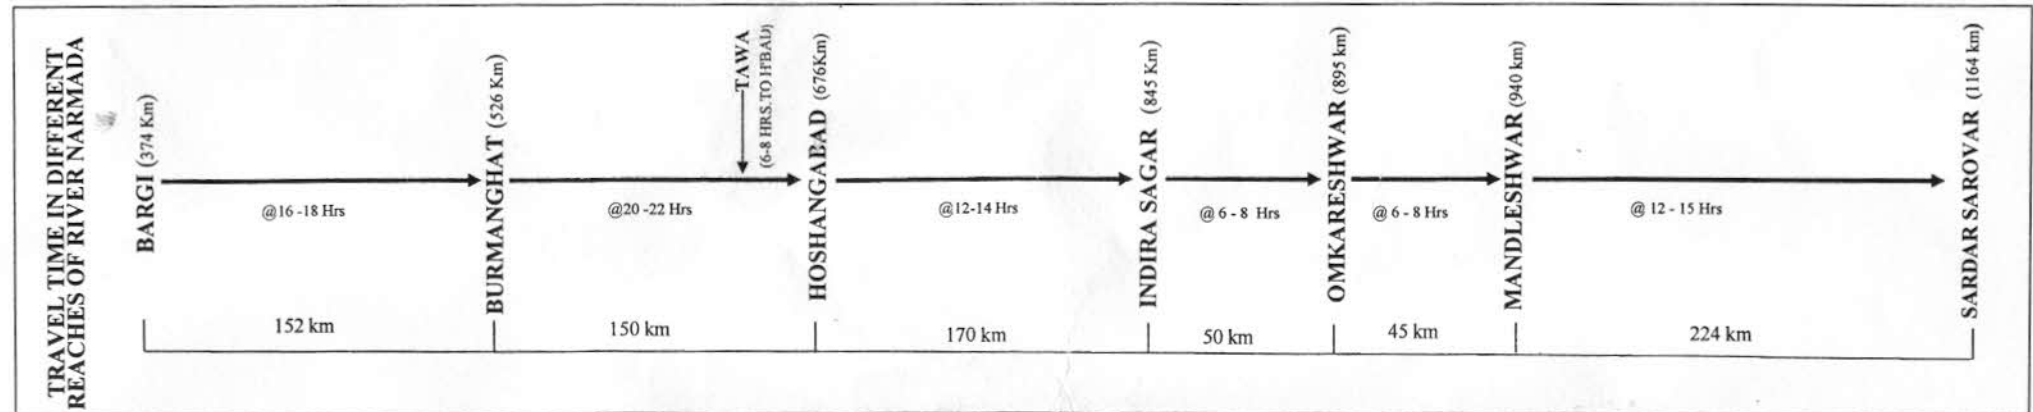 TRAVEL TIME IN DIFFERENT
REACHES OF RIVER NARMADA
BARGI (374 Km)
@16 -18 Hrs
BURMANGHAT (526 Km)
@20 -22 Hrs
TAWA
(6-8 HRS.TO H'BAD)
HOSHANGABAD (676Km)
@12-14 Hrs
INDIRA SAGAR (845 Km)
@ 6 - 8 Hrs
OMKARESHWAR (895 km)
@ 6 - 8 Hrs
MANDLESHWAR (940 km)
@ 12 - 15 Hrs
SARDAR SAROVAR (1164 km)
152 km
150 km
170 km
50 km
45 km
224 km